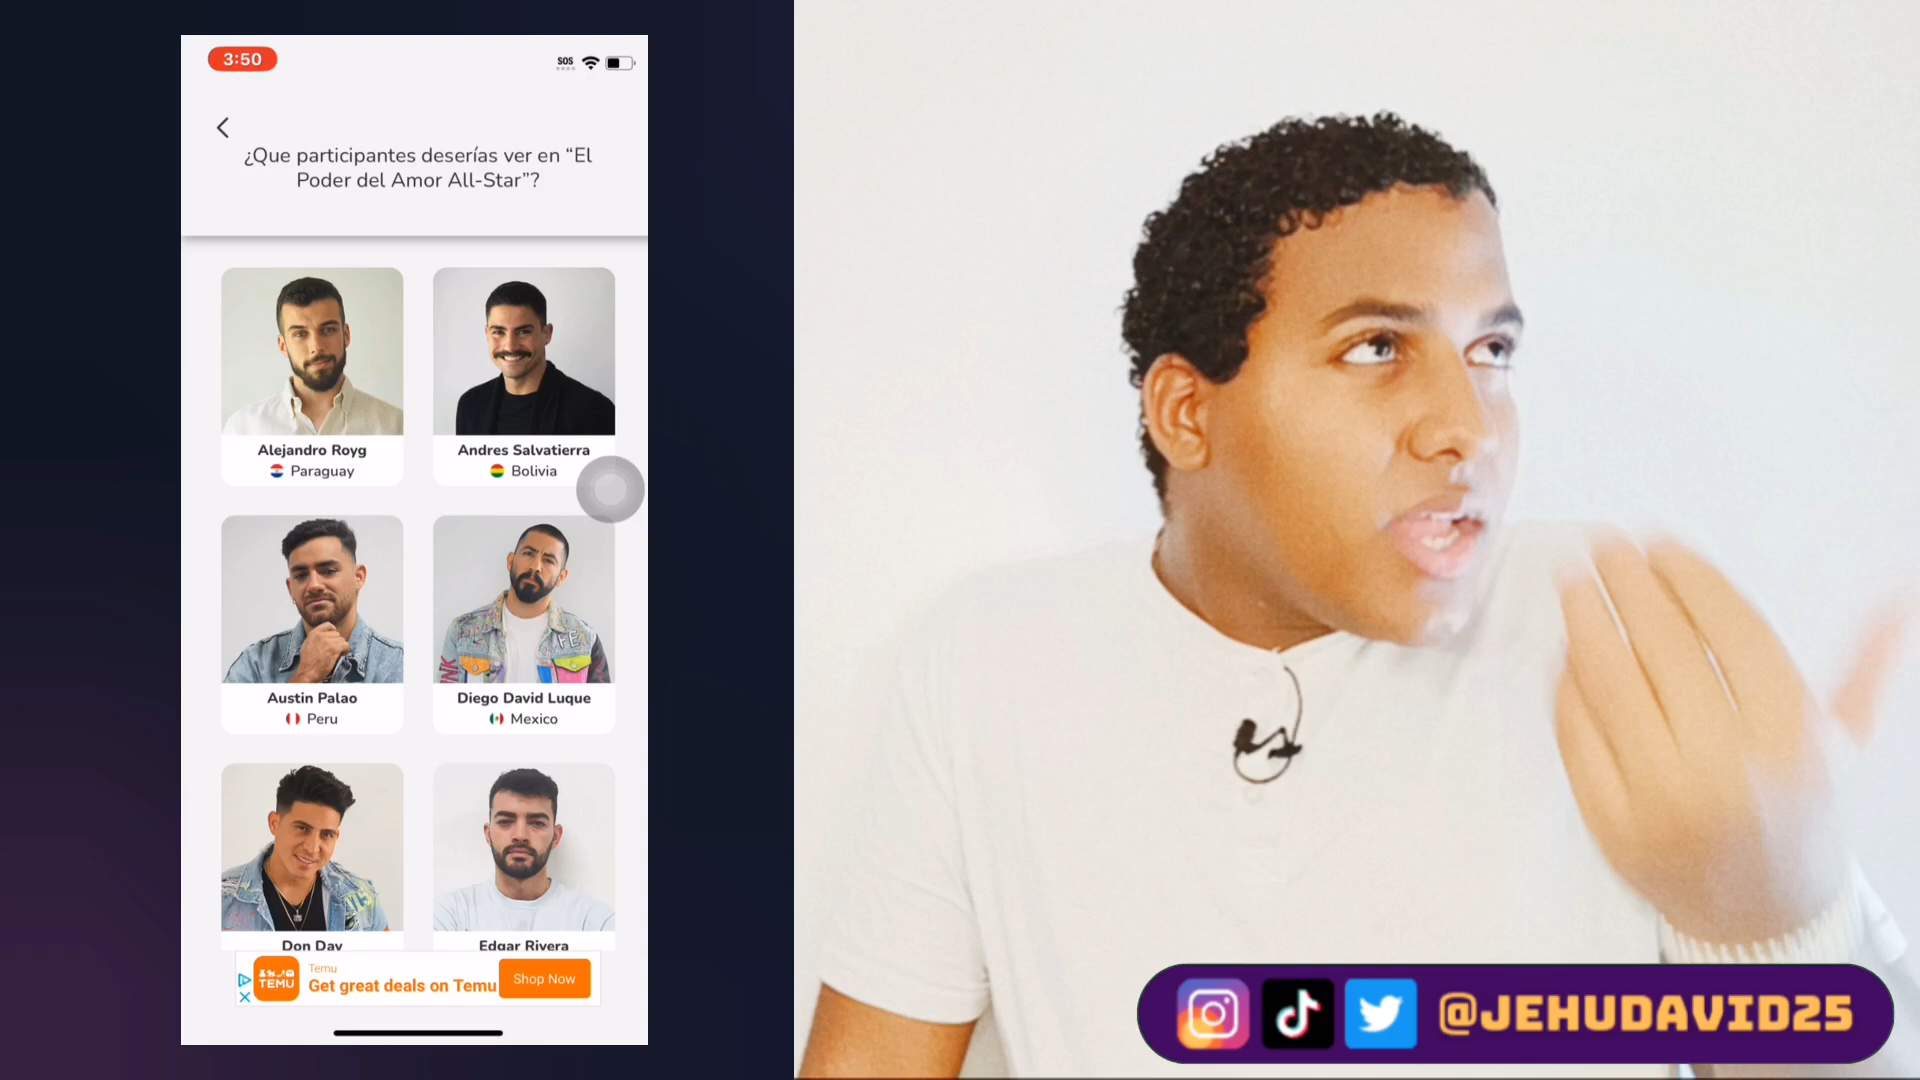 3:50
SOS
¿Que participantes deserías ver en “El
Poder del Amor All-Star”?
Alejandro Royg
Paraguay
Andres Salvatierra
Bolivia
Austin Palao
Peru
Diego David Luque
Mexico
Don Day
Edgar Rivera
TEMU
Temu
Get great deals on Temu
Shop Now
@JEHUDAVID25